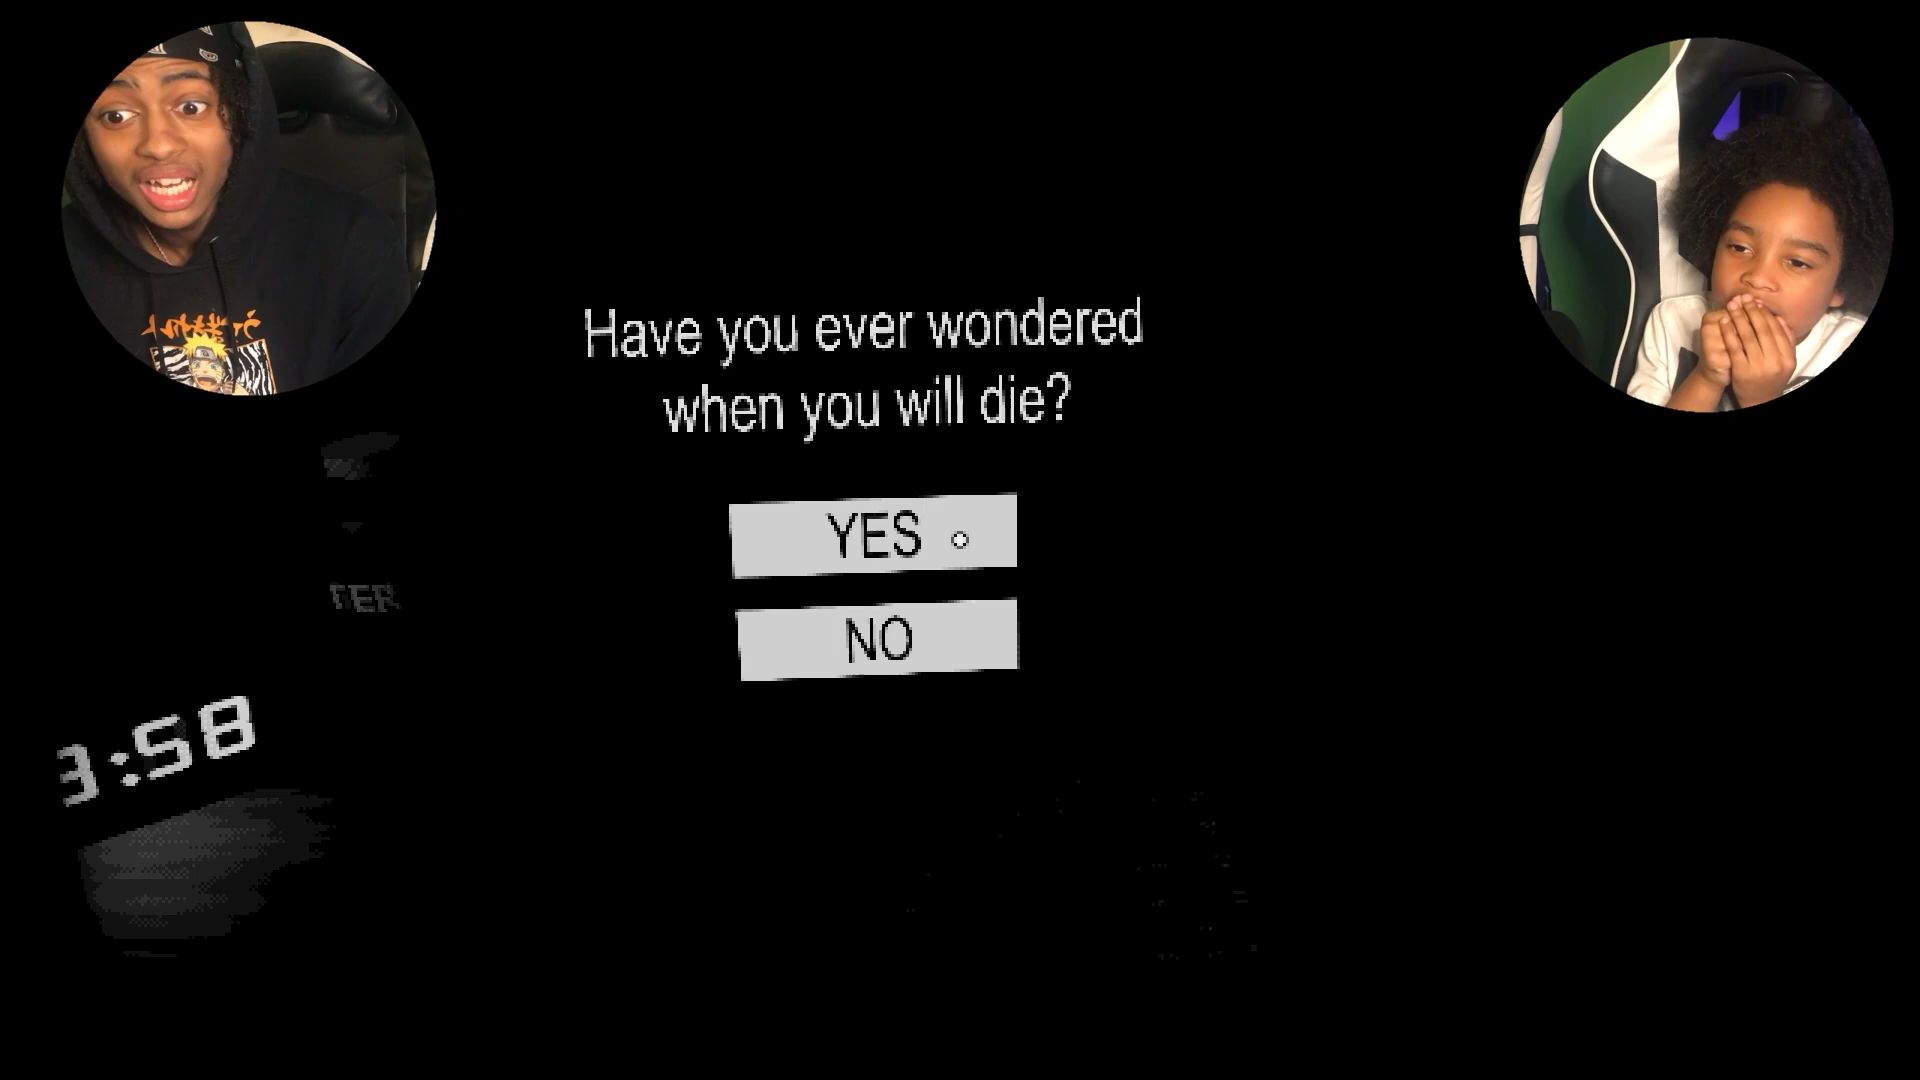 Have you ever wondered
when you will die?
YES
NO
3:58